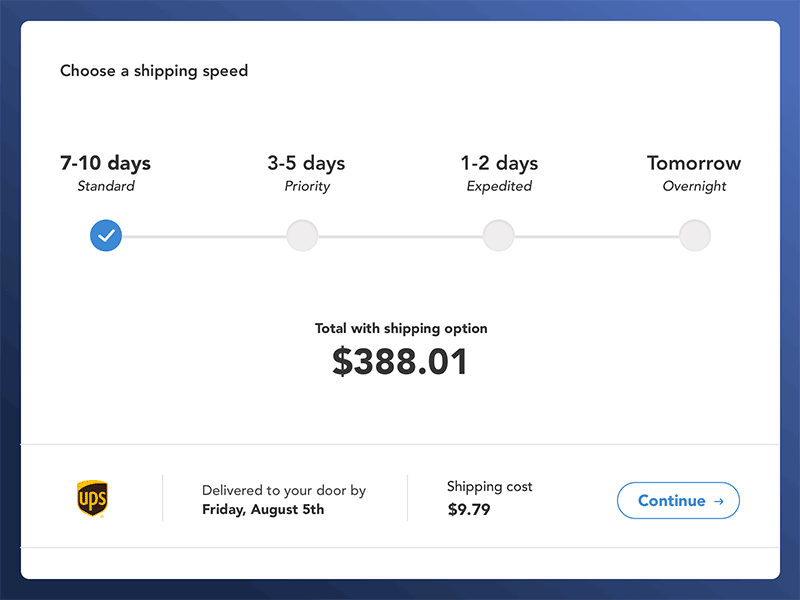 Choose a shipping speed
7-10 days
Standard
3-5 days
Priority
1-2 days
Expedited
Tomorrow
Overnight
Total with shipping option
$388.01
ups
Delivered to your door by
Friday, August 5th
Shipping cost
$9.79
Continue →